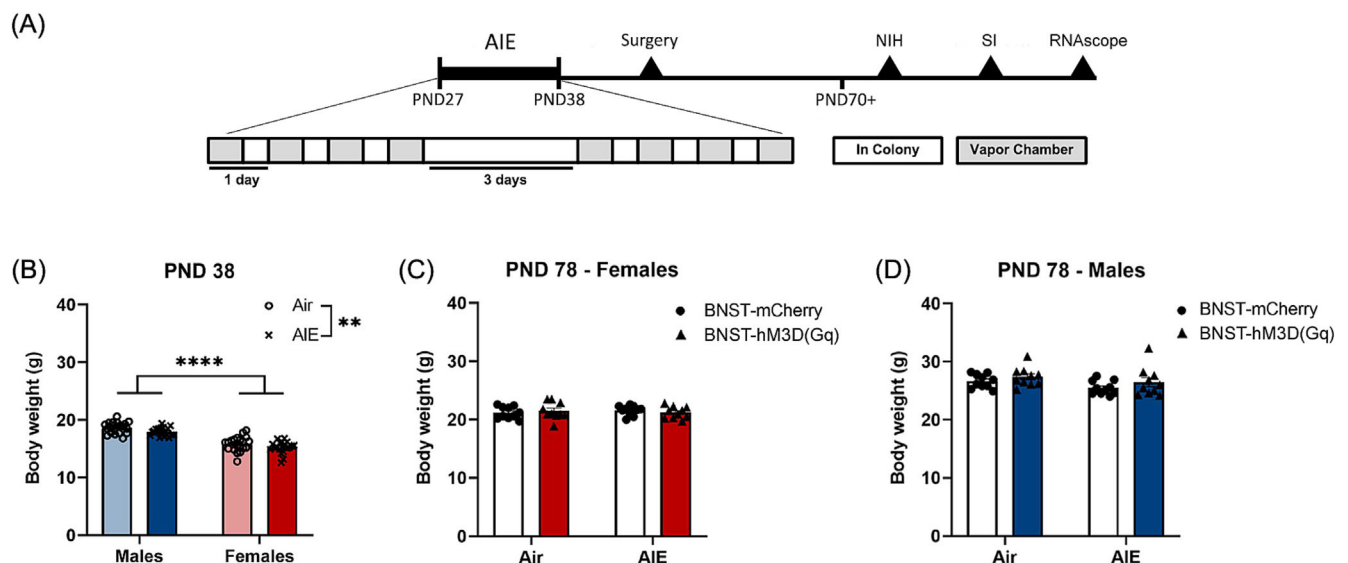 (A)
AIE
Surgery
NIH
SI
RNAscope
PND27
PND38
PND70+
1 day
3 days
In Colony
Vapor Chamber
(B)
PND 38
Body weight (g)
40
30
20
10
0
Air
AIE
**
****
Males
Females
(C)
PND 78 - Females
Body weight (g)
40
30
20
10
0
BNST-mCherry
BNST-hM3D(Gq)
Air
AIE
(D)
PND 78 - Males
Body weight (g)
40
30
20
10
0
BNST-mCherry
BNST-hM3D(Gq)
Air
AIE